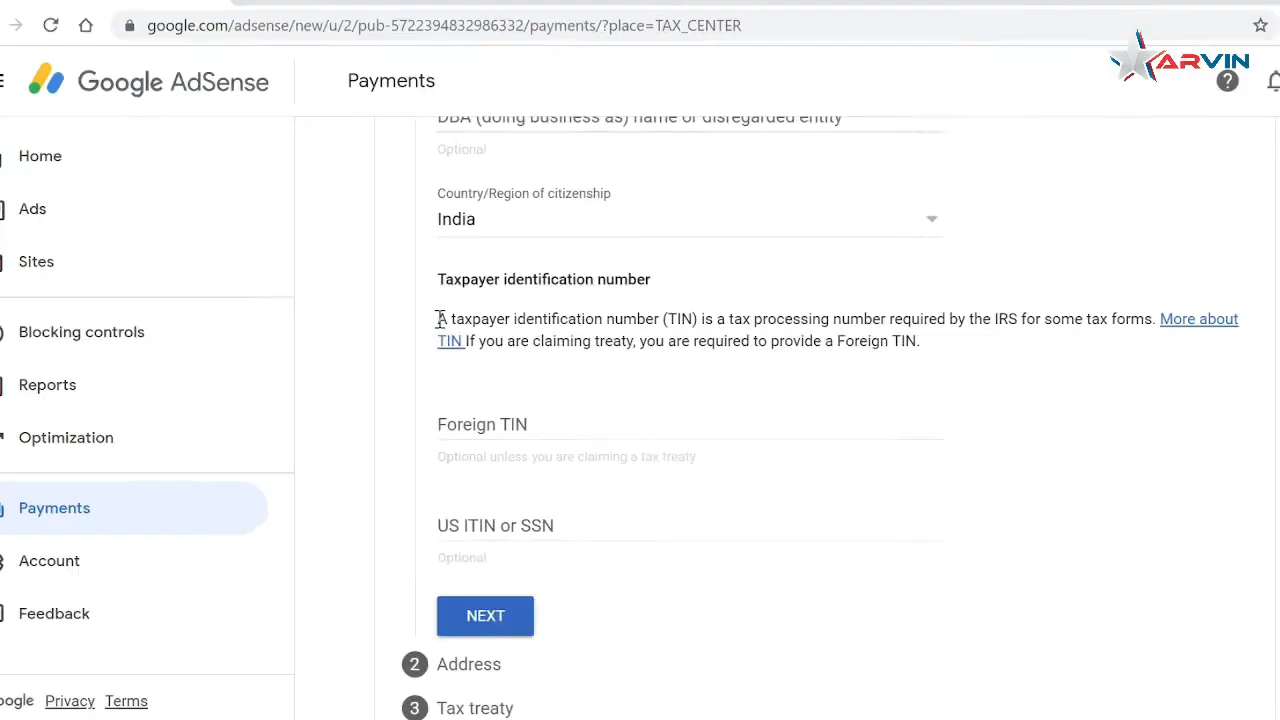 google.com/adsense/new/u/2/pub-5722394832986332/payments/?place=TAX_CENTER
ARVIN
Google AdSense
Payments
?
DBA (doing business as) name or disregarded entity
Optional
Home
Ads
Sites
Blocking controls
Reports
Optimization
Payments
Account
Feedback
oogle Privacy Terms
Country/Region of citizenship
India
Taxpayer identification number
A taxpayer identification number (TIN) is a tax processing number required by the IRS for some tax forms. More about
TIN If you are claiming treaty, you are required to provide a Foreign TIN.
Foreign TIN
Optional unless you are claiming a tax treaty
US ITIN or SSN
Optional
NEXT
2 Address
3 Tax treaty